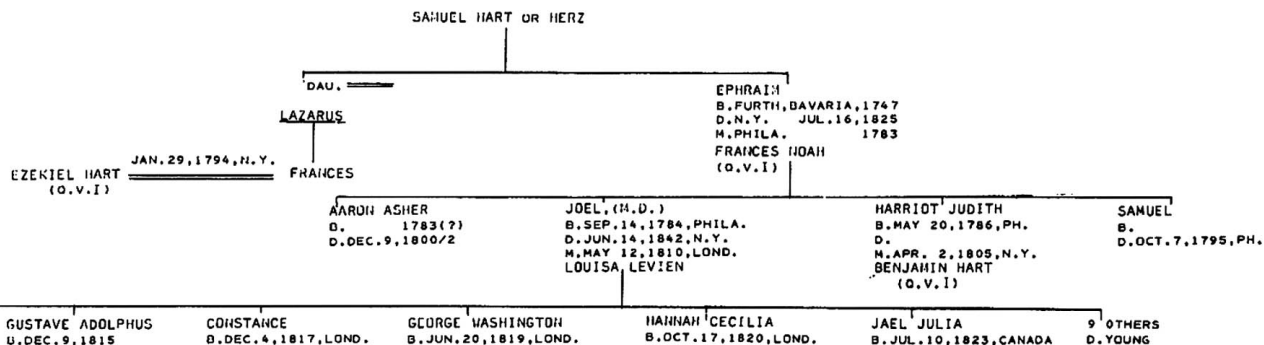 SAMUEL HART OR HERZ
DAU.
LAZARUS
EZEKIEL HART
(Q.V.I)
JAN.29,1794,N.Y.
FRANCES
EPHRAIM
B.FURTH,BAVARIA,1747
D.N.Y. JUL.16,1825
M.PHILA. 1783
FRANCES NOAH
(Q.V.I)
AARON ASHER
B. 1783(?)
D.DEC.9,1800/2
JOEL,(M.D.)
B.SEP.14,1784,PHILA.
D.JUN.14,1842,N.Y.
M.MAY 12,1810,LOND.
LOUISA LEVIEN
HARRIOT JUDITH
B.MAY 20,1786,PH.
D.
M.APR. 2,1805,N.Y.
BENJAMIN HART
(Q.V.I)
SAMUEL
B.
D.OCT.7,1795,PH.
GUSTAVE ADOLPHUS
B.DEC.9,1815
CONSTANCE
B.DEC.4,1817,LOND.
GEORGE WASHINGTON
B.JUN.20,1819,LOND.
HANNAH CECILIA
B.OCT.17,1820,LOND.
JAEL JULIA
B.JUL.10,1823,CANADA
9 OTHERS
D.YOUNG